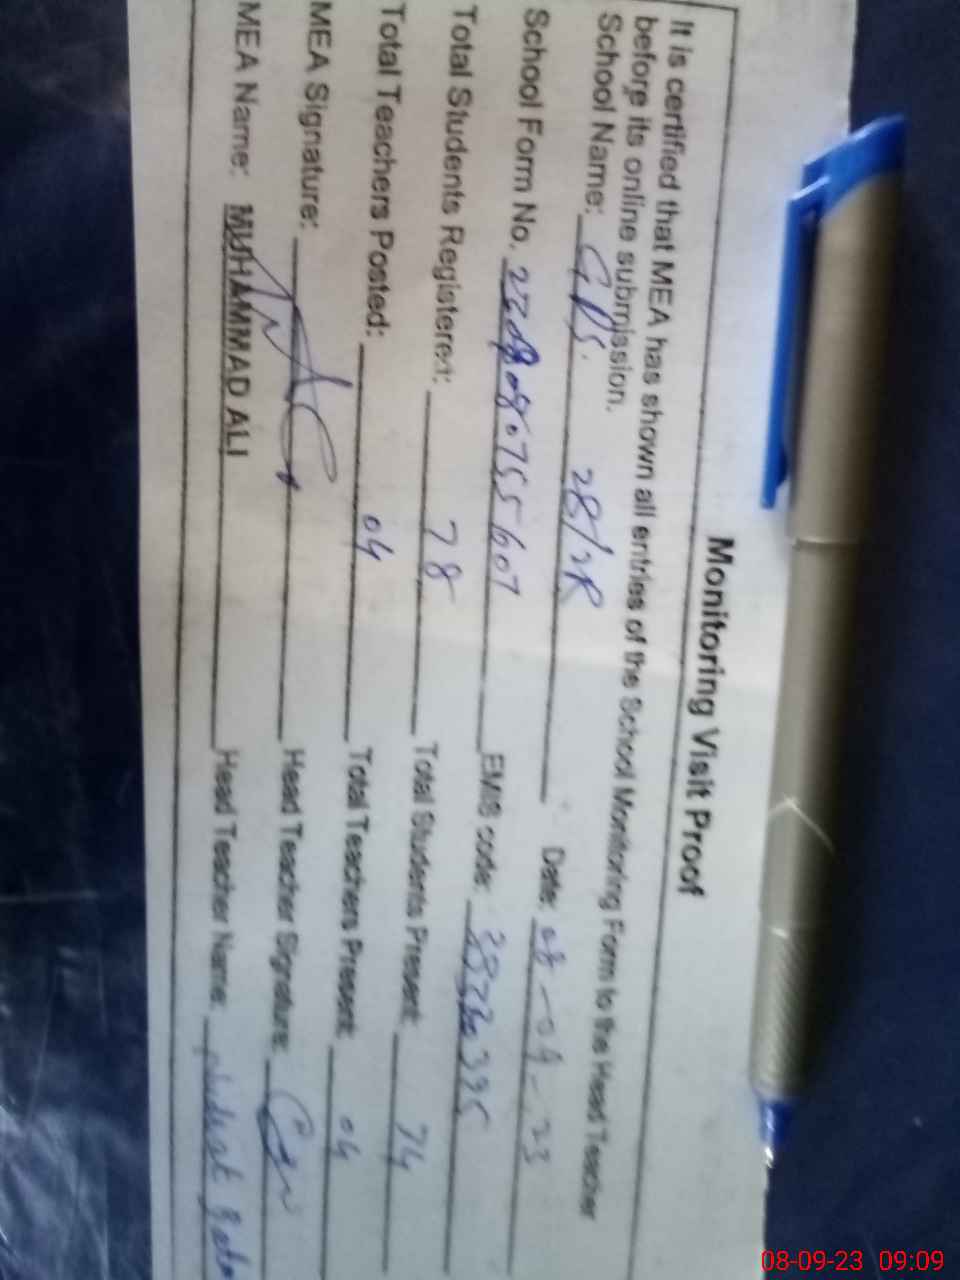 Monitoring Visit Proof
It is certified that MEA has shown all entries of the School Monitoring Form to the Head Teacher
before its online submission.
School Name: GPS. 28/2R Date: 08-09-23
School Form No. EMIS code:
Total Students Registered: 78 Total Students Present: 74
Total Teachers Posted: 04 Total Teachers Present: 04
MEA Signature: Head Teacher Signature:
MEA Name: MUHAMMAD ALI Head Teacher Name:
08-09-23 09:09